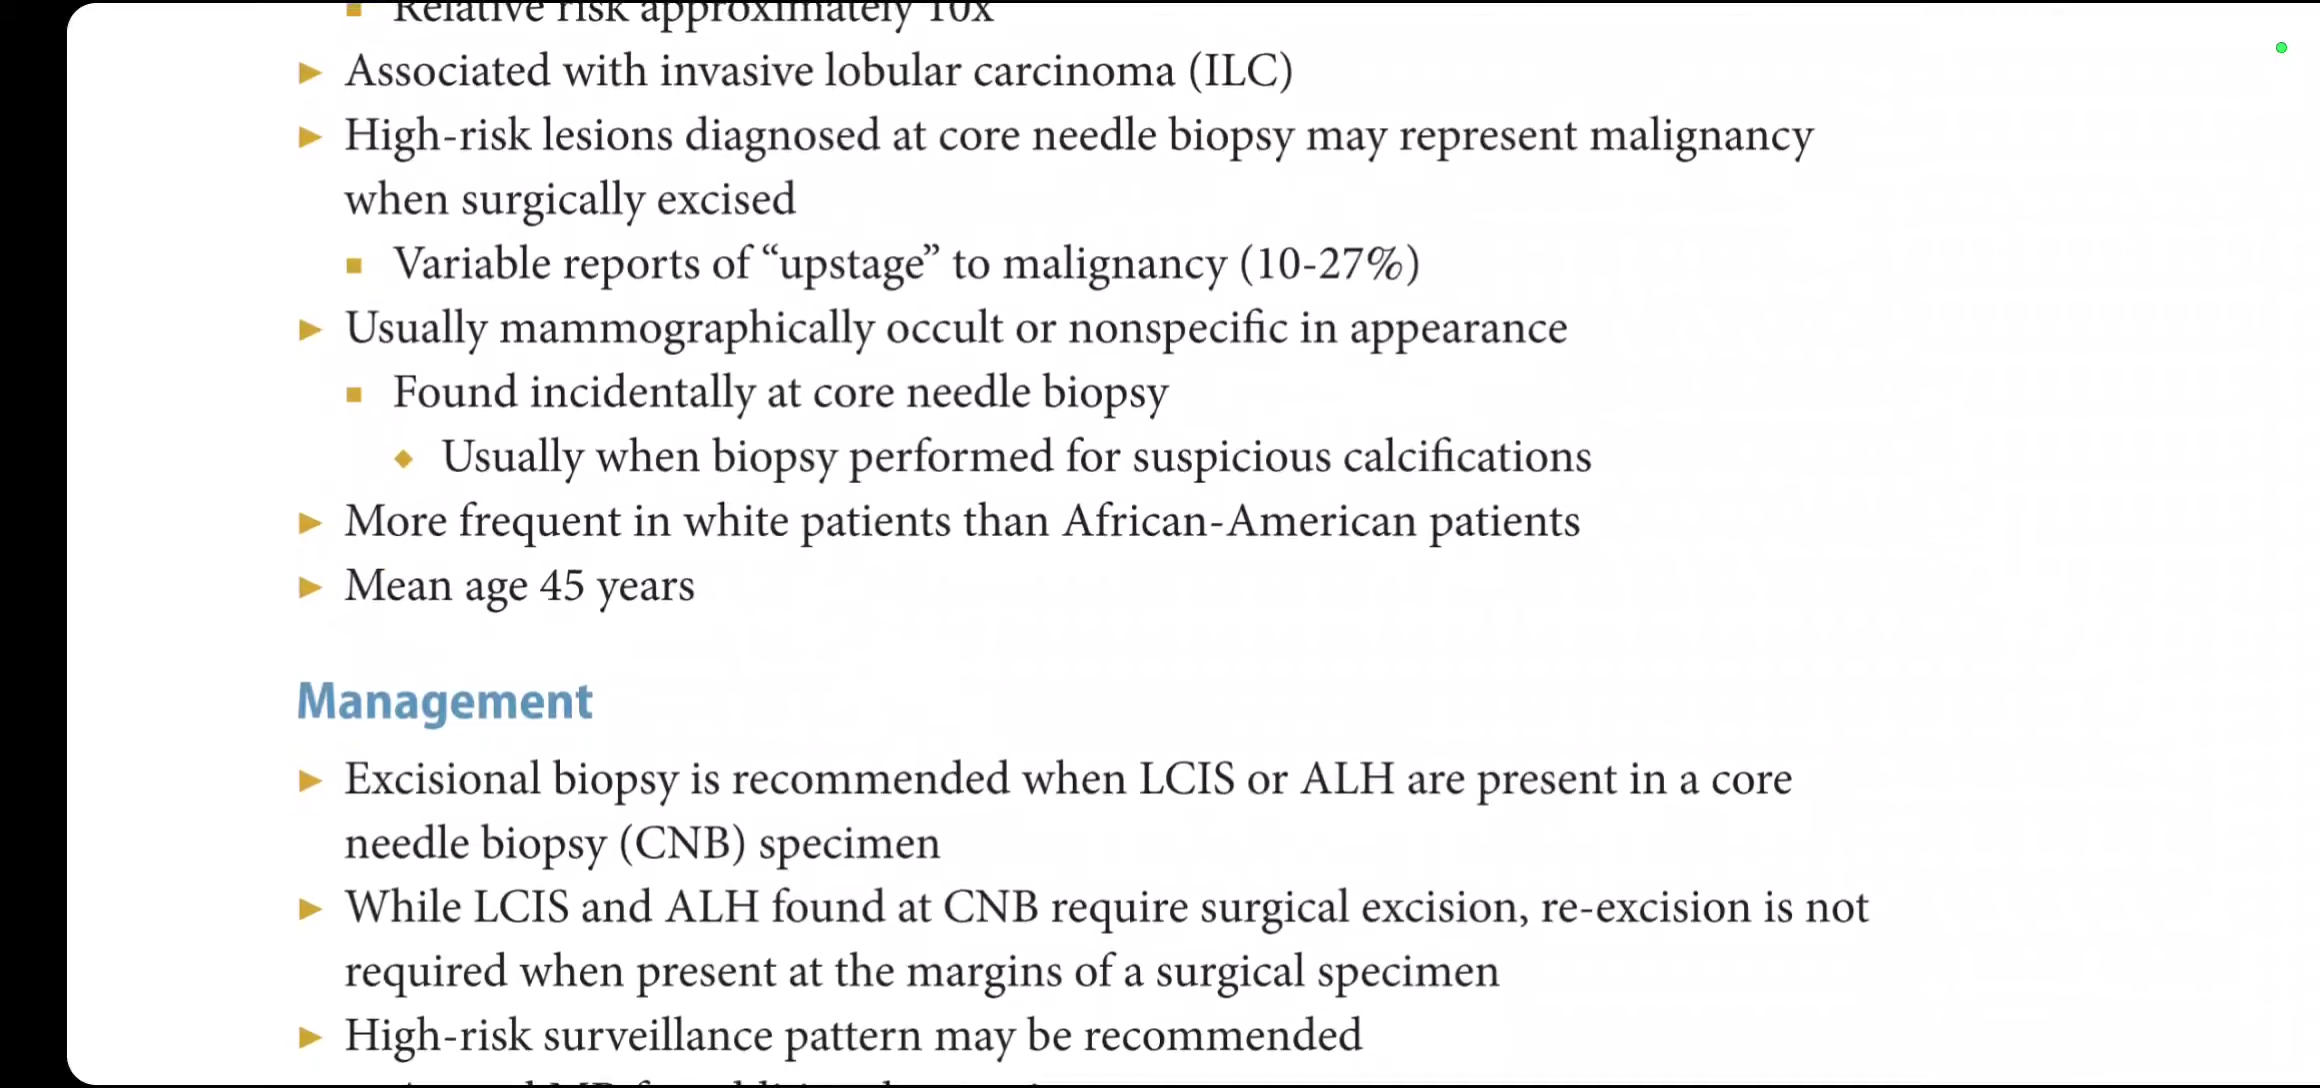 Relative risk approximately 10x
► Associated with invasive lobular carcinoma (ILC)
► High-risk lesions diagnosed at core needle biopsy may represent malignancy
when surgically excised
■ Variable reports of “upstage” to malignancy (10-27%)
► Usually mammographically occult or nonspecific in appearance
■ Found incidentally at core needle biopsy
◆ Usually when biopsy performed for suspicious calcifications
► More frequent in white patients than African-American patients
► Mean age 45 years
Management
► Excisional biopsy is recommended when LCIS or ALH are present in a core
needle biopsy (CNB) specimen
► While LCIS and ALH found at CNB require surgical excision, re-excision is not
required when present at the margins of a surgical specimen
► High-risk surveillance pattern may be recommended